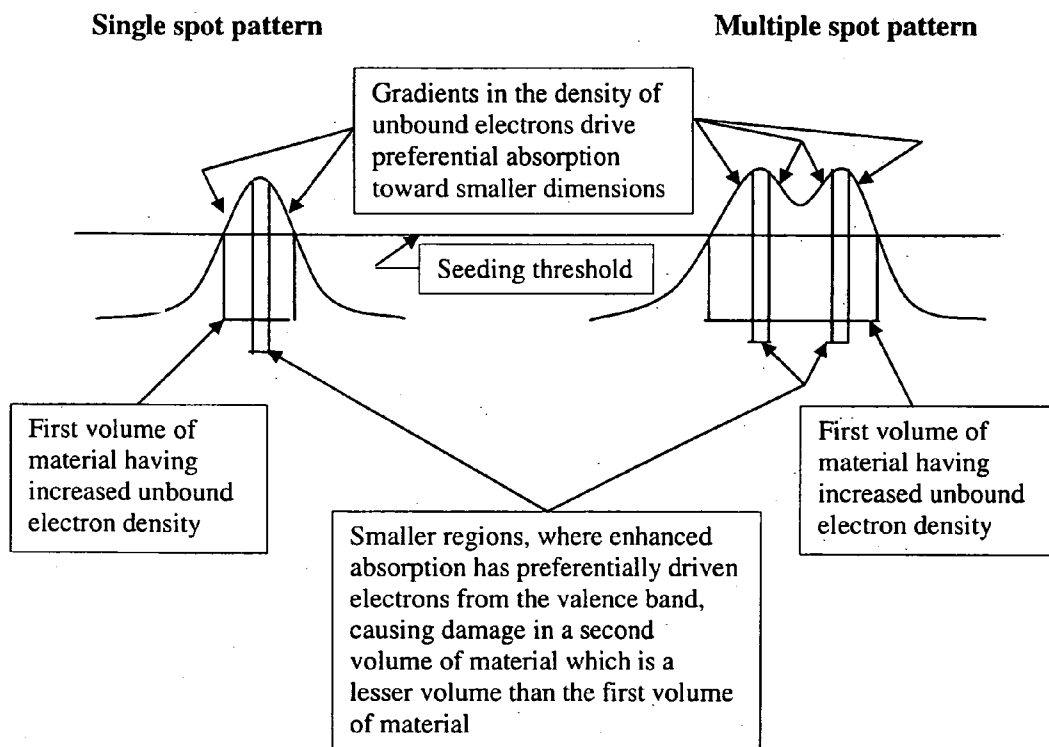 Single spot pattern
Multiple spot pattern
Gradients in the density of
unbound electrons drive
preferential absorption
toward smaller dimensions
Seeding threshold
First volume of
material having
increased unbound
electron density
First volume of
material having
increased unbound
electron density
Smaller regions, where enhanced
absorption has preferentially driven
electrons from the valence band,
causing damage in a second
volume of material which is a
lesser volume than the first volume
of material